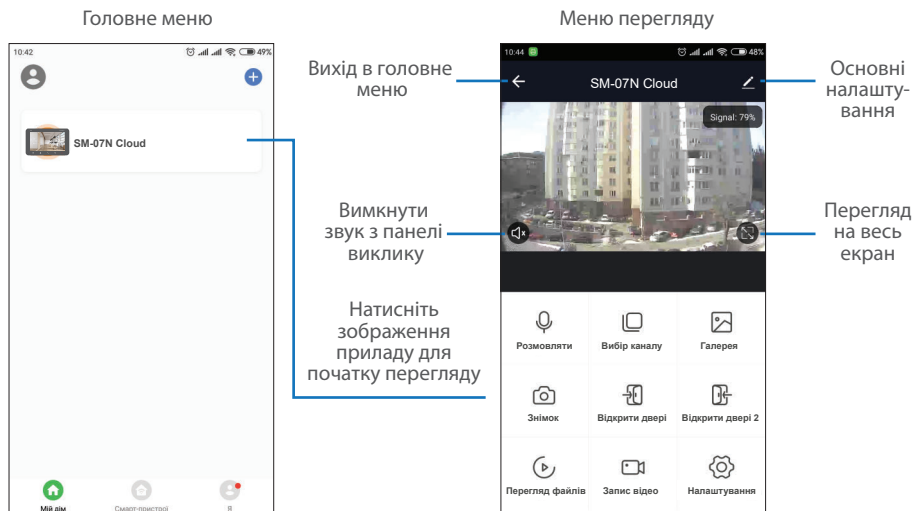 Головне меню
10:42
49%
SM-07N Cloud
Мій дім
Смарт-пристрої
Я
Вихід в головне
меню
Вимкнути
звук з панелі
виклику
Натисніть
зображення
приладу для
початку перегляду
Меню перегляду
10:44
48%
SM-07N Cloud
Signal: 79%
Розмовляти
Вибір каналу
Галерея
Знімок
Відкрити двері
Відкрити двері 2
Перегляд файлів
Запис відео
Налаштування
Основні
налашту-
вання
Перегляд
на весь
екран